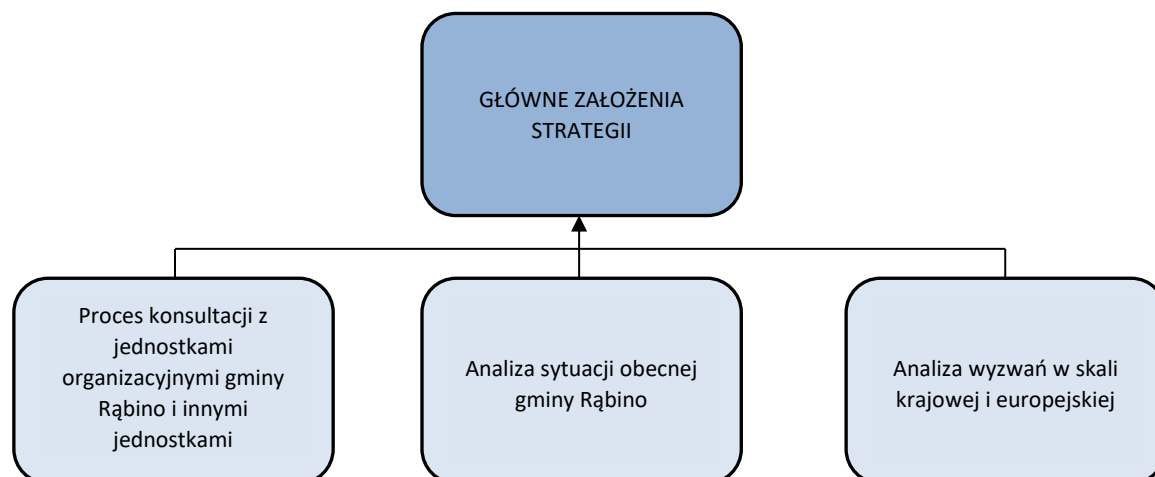 GŁÓWNE ZAŁOŻENIA
STRATEGII
Proces konsultacji z
jednostkami
organizacyjnymi gminy
Rąbino i innymi
jednostkami
Analiza sytuacji obecnej
gminy Rąbino
Analiza wyzwań w skali
krajowej i europejskiej